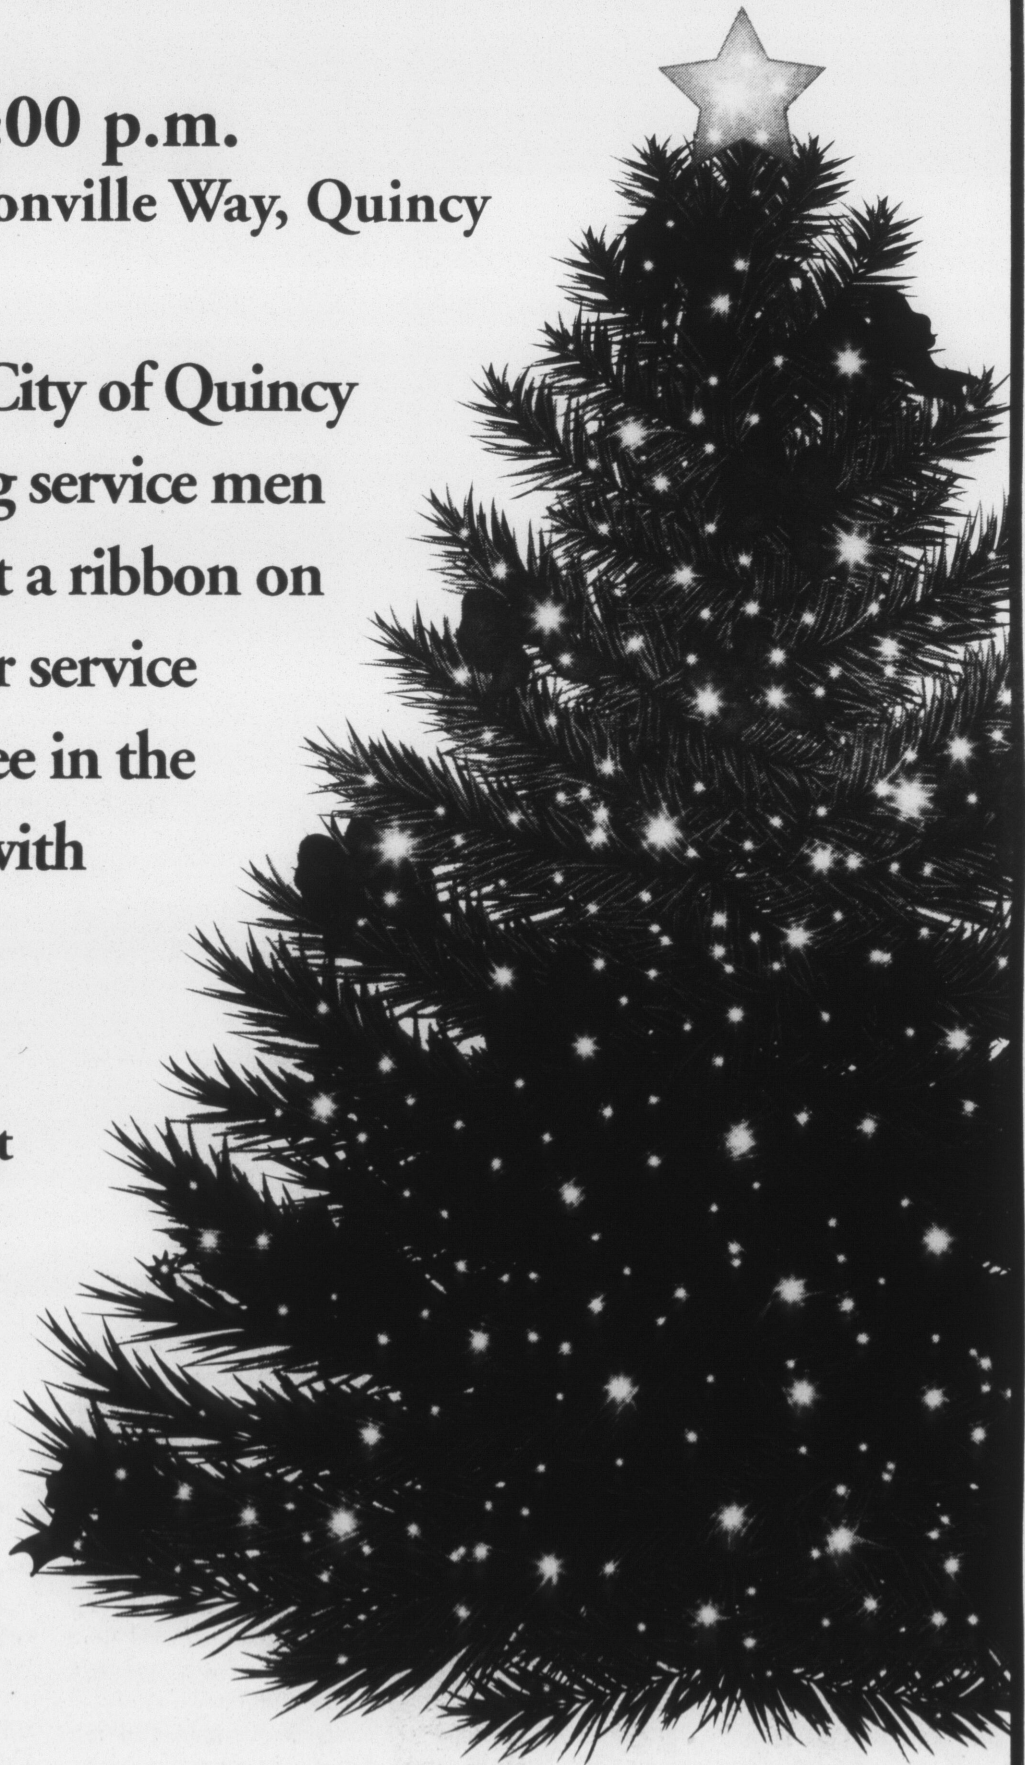 :00 p.m.
onville Way, Quincy
City of Quincy
g service men
t a ribbon on
r service
ee in the
with
t